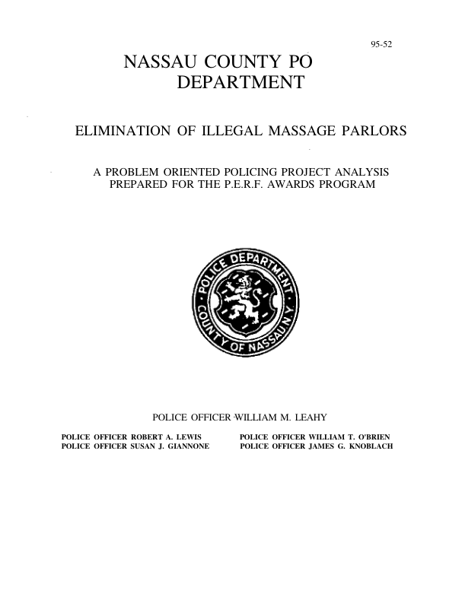 95-52
NASSAU COUNTY PO
DEPARTMENT
ELIMINATION OF ILLEGAL MASSAGE PARLORS
A PROBLEM ORIENTED POLICING PROJECT ANALYSIS
PREPARED FOR THE P.E.R.F. AWARDS PROGRAM
POLICE DEPARTMENT
COUNTY OF NASSAU N.Y.
POLICE OFFICER WILLIAM M. LEAHY
POLICE OFFICER ROBERT A. LEWIS POLICE OFFICER WILLIAM T. O'BRIEN
POLICE OFFICER SUSAN J. GIANNONE POLICE OFFICER JAMES G. KNOBLACH